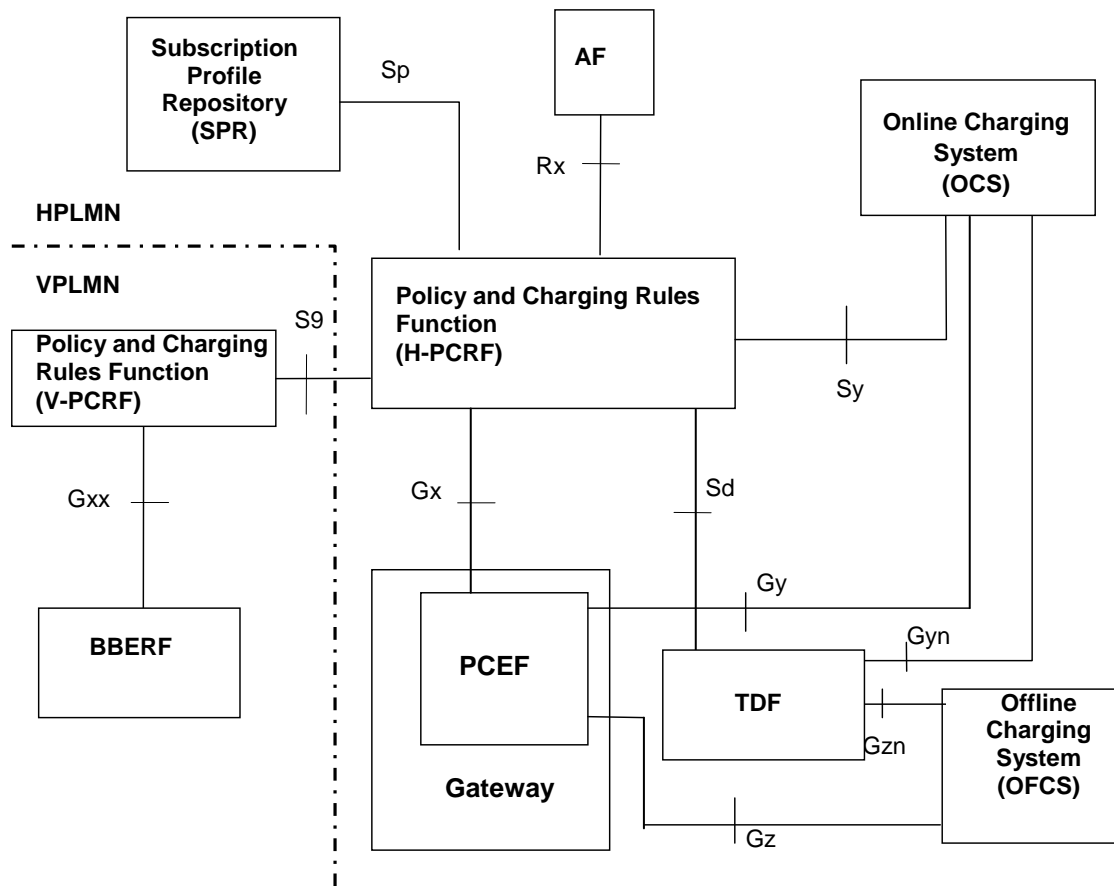 Subscription
Profile
Repository
(SPR)
Sp
AF
Rx
Online Charging
System
(OCS)
HPLMN
VPLMN
S9
Policy and Charging Rules
Function
(H-PCRF)
Policy and Charging
Rules Function
(V-PCRF)
Sy
Gxx
Gx
Sd
BBERF
PCEF
Gateway
Gy
Gyn
TDF
Gzn
Offline
Charging
System
(OFCS)
Gz